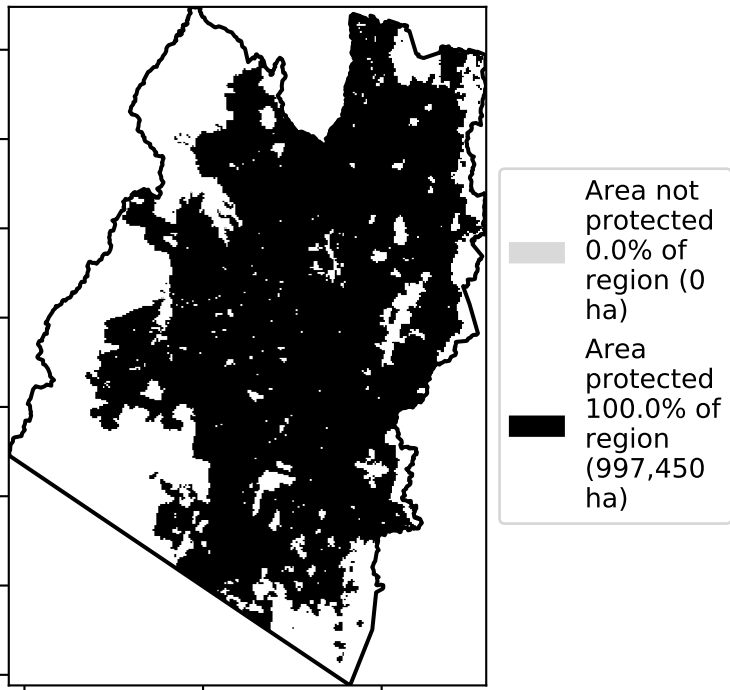 Area not
protected
0.0% of
region (0
ha)
Area
protected
100.0% of
region
(997,450
ha)